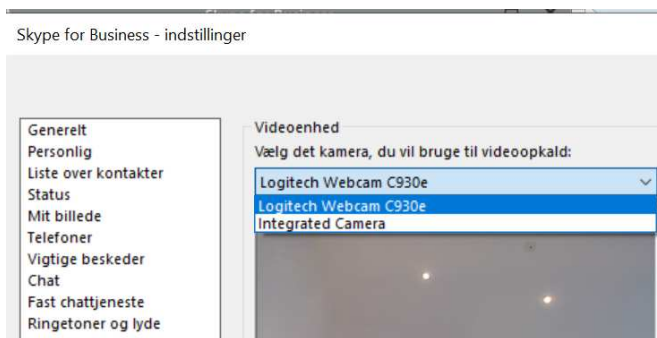 Skype for Business - indstillinger
Generelt
Personlig
Liste over kontakter
Status
Mit billede
Telefoner
Vigtige beskeder
Chat
Fast chattjeneste
Ringetoner og lyde
Videoenhed
Vælg det kamera, du vil bruge til videoopkald:
Logitech Webcam C930e
Logitech Webcam C930e
Integrated Camera